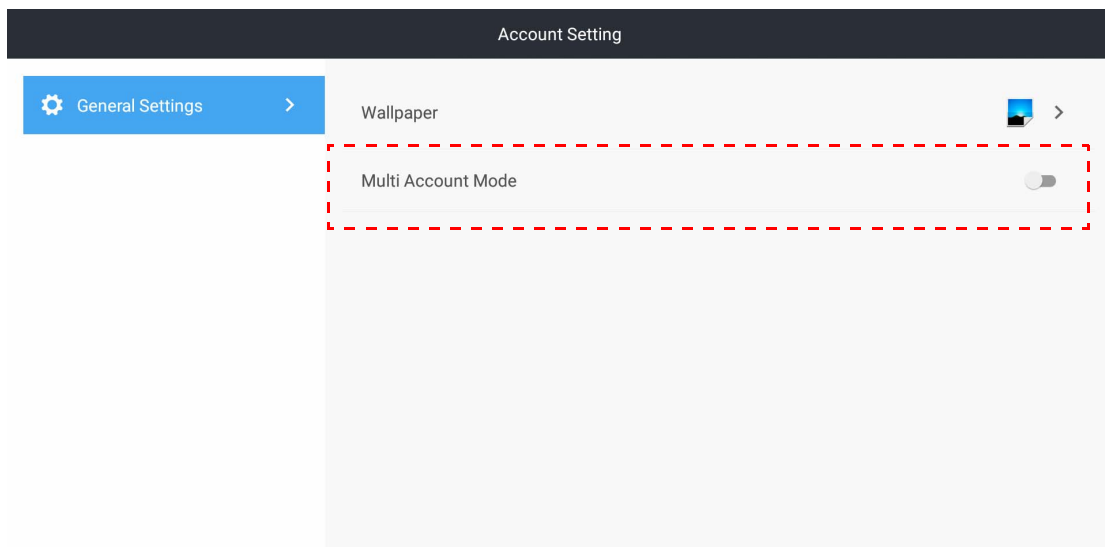 Account Setting
General Settings
Wallpaper
Multi Account Mode